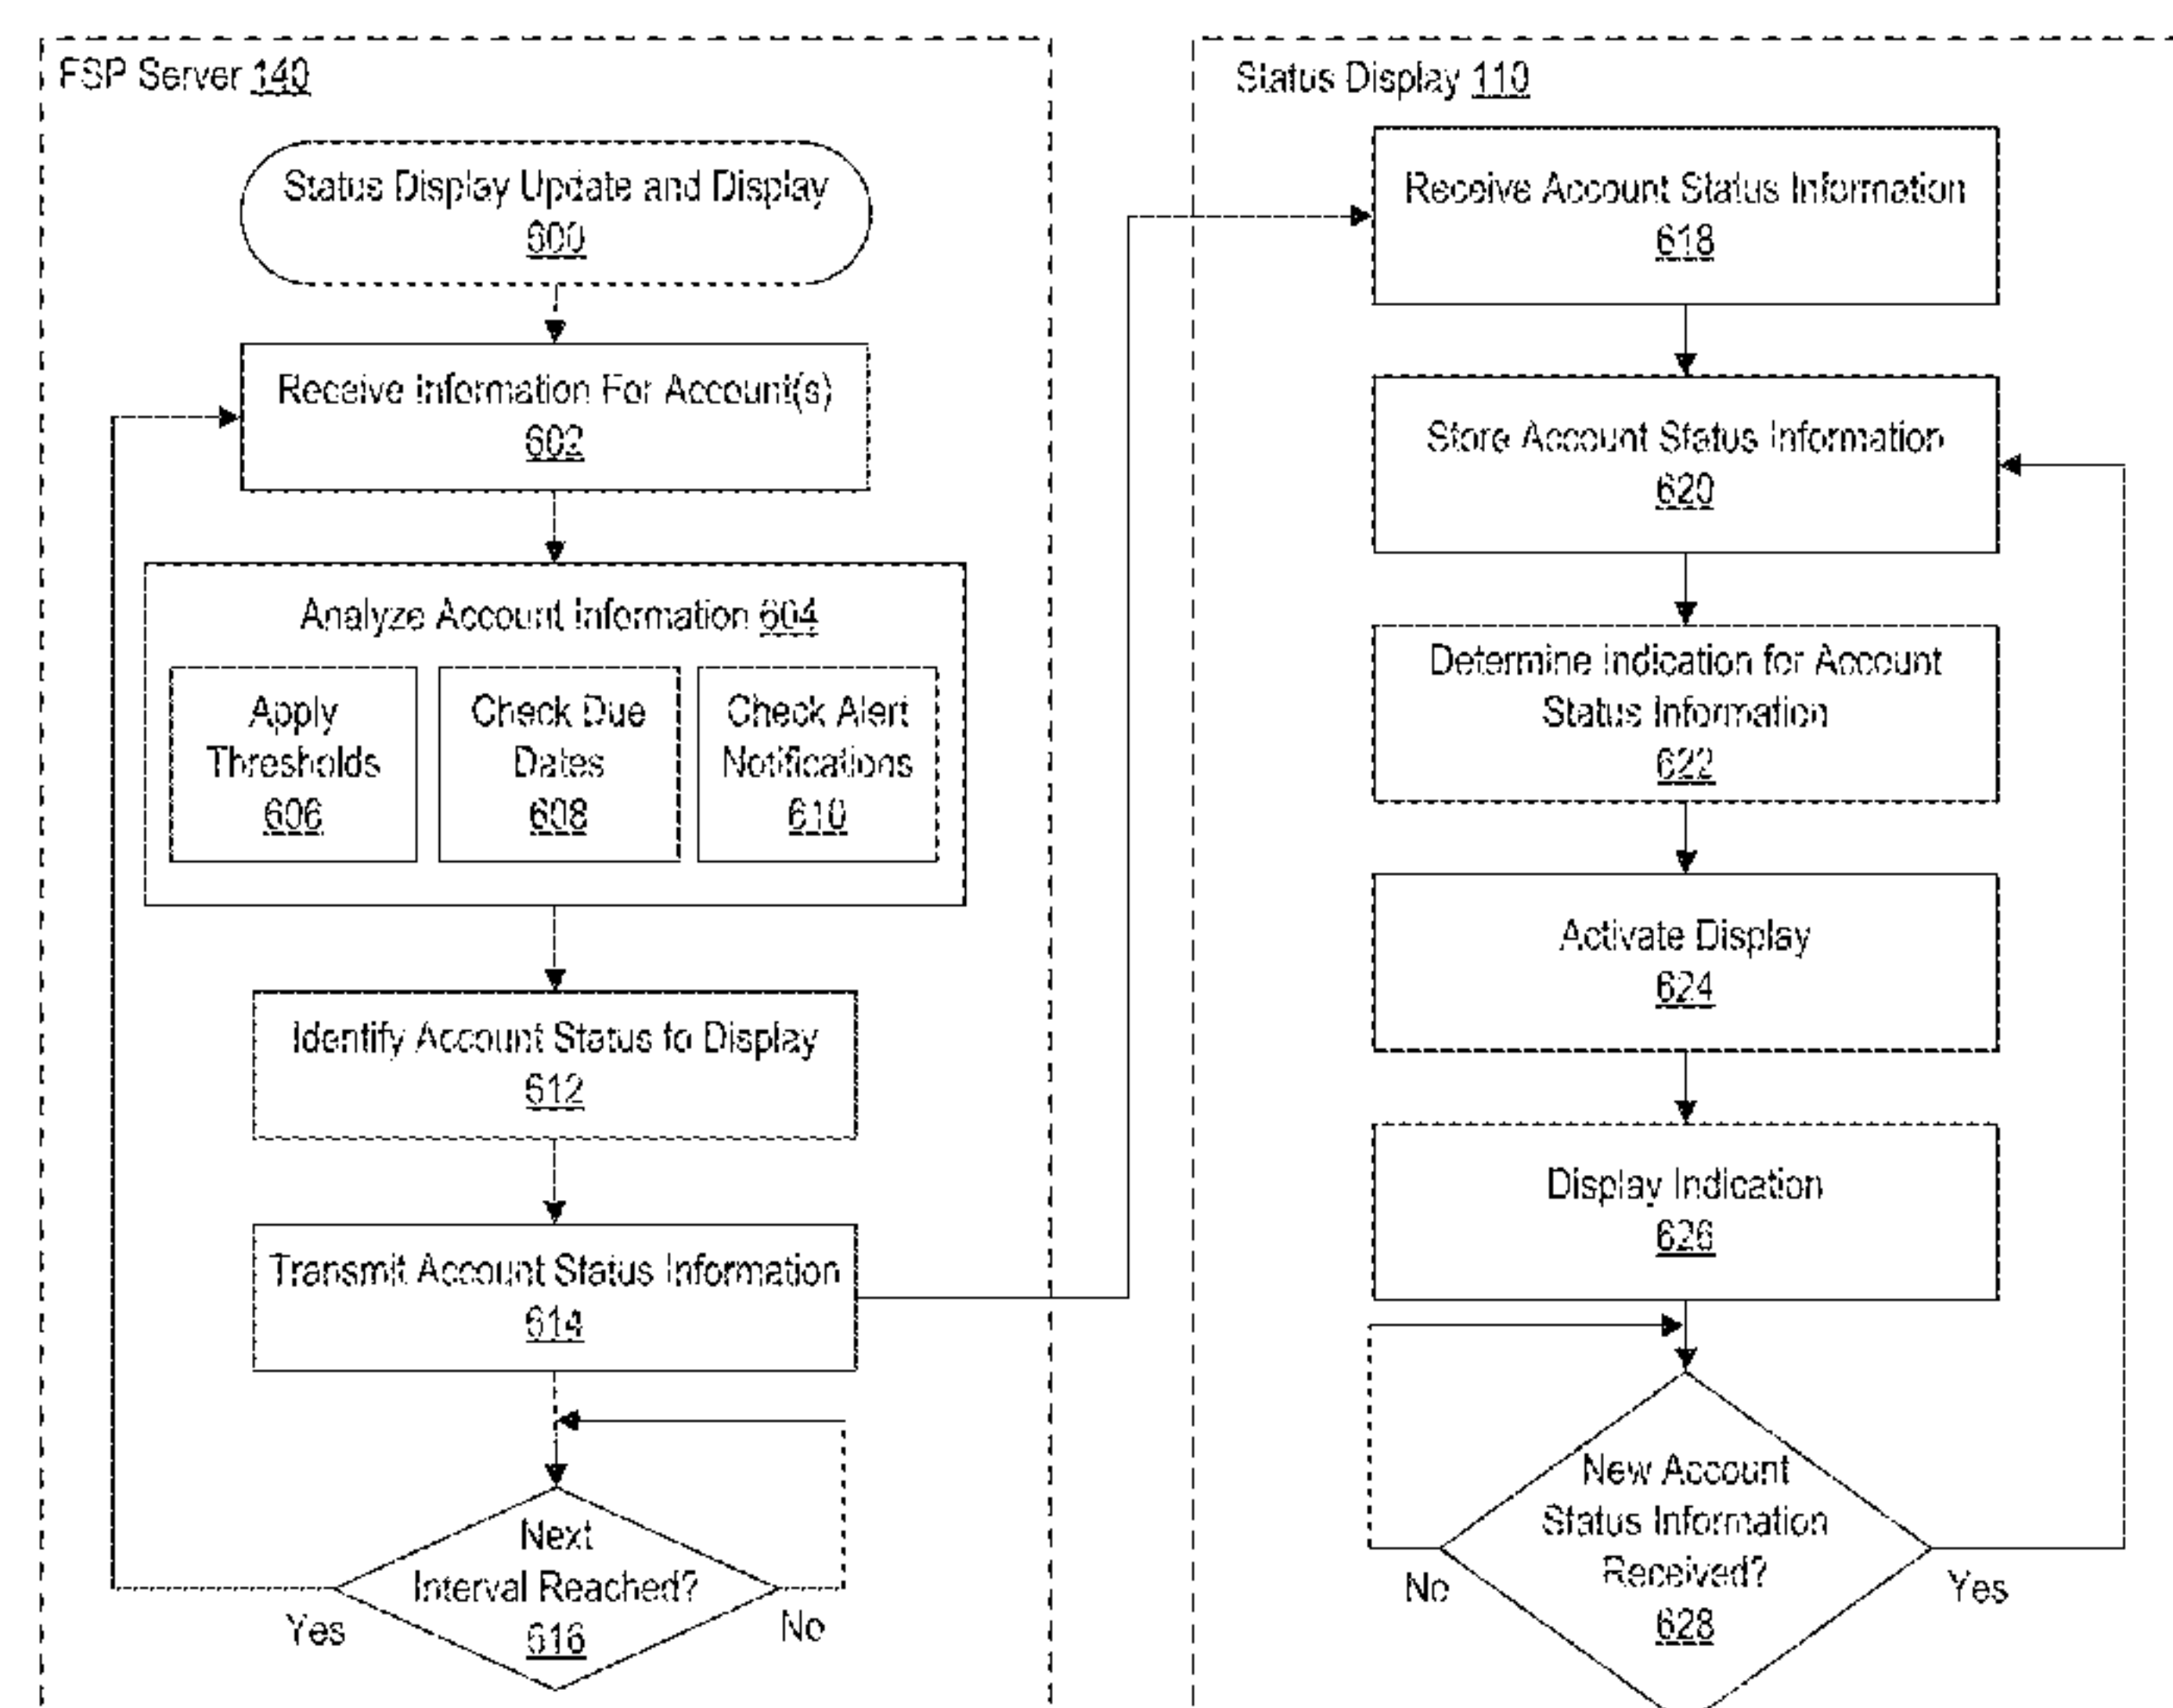 FSP Server 140
Status Display Update and Display
600
Receive Information For Account(s)
602
Analyze Account Information 604
Apply
Thresholds
606
Check Due
Dates
608
Check Alert
Notifications
610
Identify Account Status to Display
612
Transmit Account Status Information
614
Next
Interval Reached?
616
Yes
No
Status Display 110
Receive Account Status Information
618
Store Account Status Information
620
Determine Indication for Account
Status Information
622
Activate Display
624
Display Indication
626
New Account
Status Information
Received?
628
No
Yes